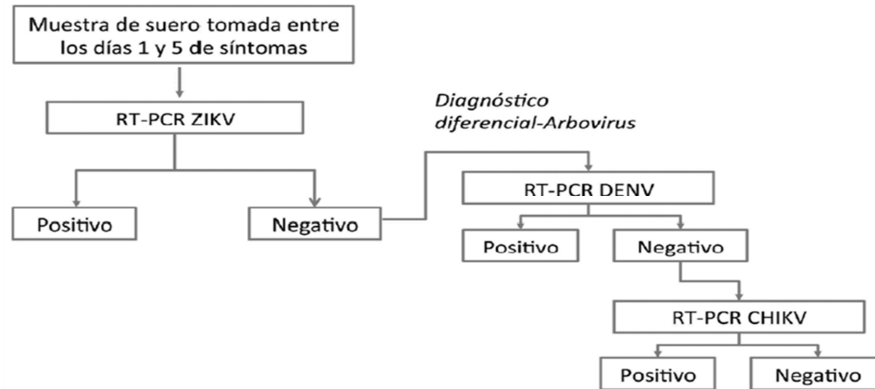 Muestra de suero tomada entre
los días 1 y 5 de síntomas
RT-PCR ZIKV
Positivo
Negativo
Diagnóstico
diferencial-Arbovirus
RT-PCR DENV
Positivo
Negativo
RT-PCR CHIKV
Positivo
Negativo